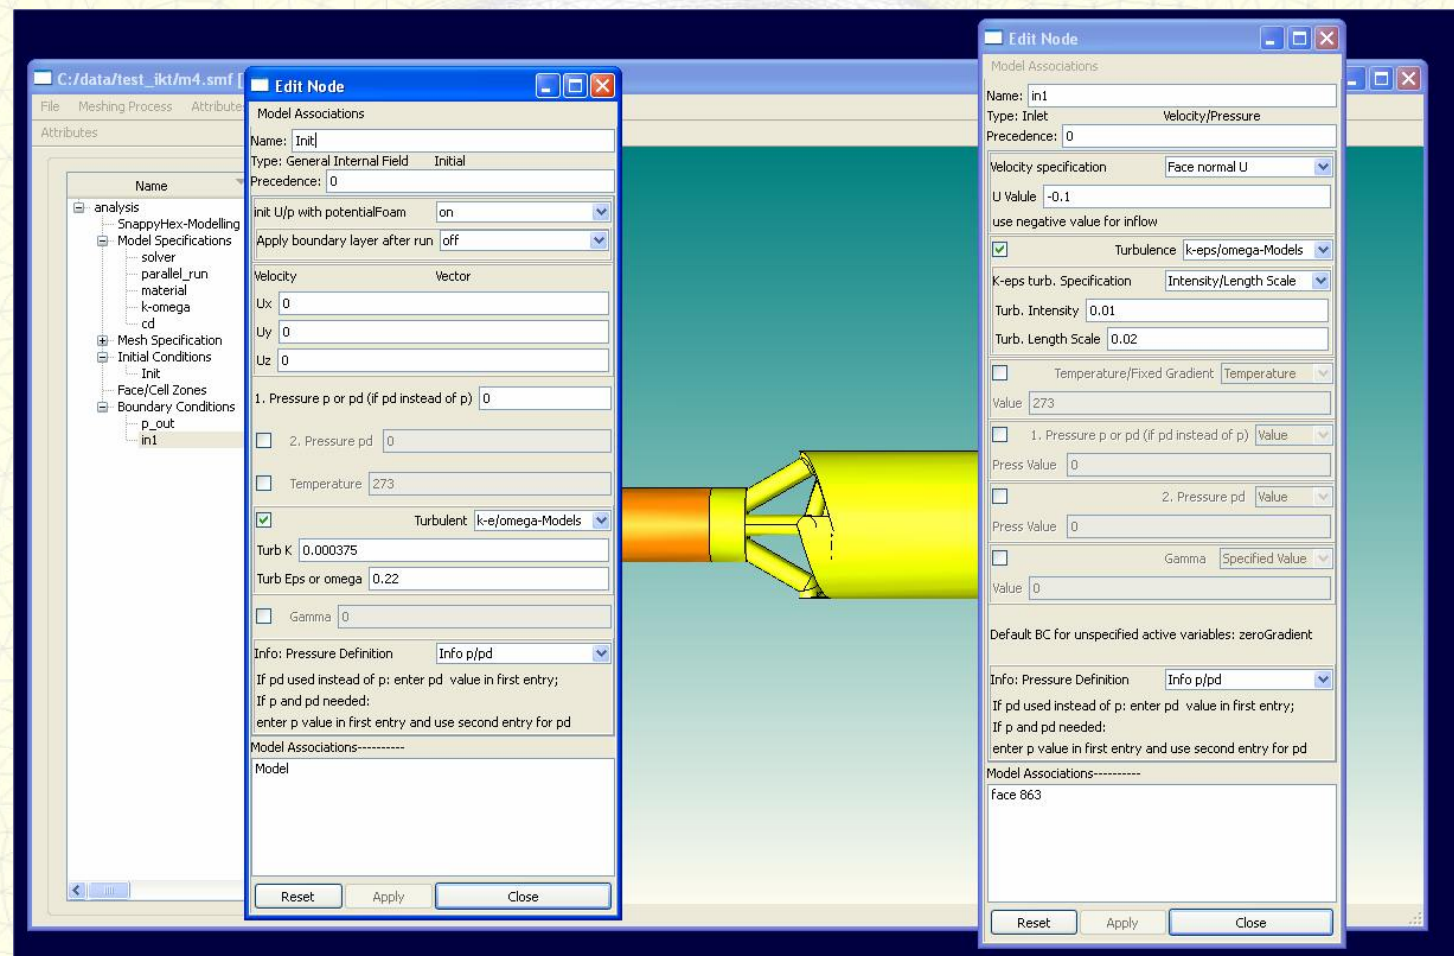 C:/data/test_ikt/m4.smf [
File Meshing Process Attribute
Attributes
Name
analysis
SnappyHex-Modelling
Model Specifications
solver
parallel_run
material
k-omega
cd
Mesh Specification
Initial Conditions
Init
Face/Cell Zones
Boundary Conditions
p_out
in1
Edit Node
Model Associations
Name: Init
Type: General Internal Field Initial
Precedence: 0
init U/p with potentialFoam on
Apply boundary layer after run off
Velocity Vector
Ux 0
Uy 0
Uz 0
1. Pressure p or pd (if pd instead of p) 0
2. Pressure pd 0
Temperature 273
Turbulent k-e/omega-Models
Turb K 0.000375
Turb Eps or omega 0.22
Gamma 0
Info: Pressure Definition Info p/pd
If pd used instead of p: enter pd value in first entry;
If p and pd needed:
enter p value in first entry and use second entry for pd
Model Associations----------
Model
Reset Apply Close
Edit Node
Model Associations
Name: in1
Type: Inlet Velocity/Pressure
Precedence: 0
Velocity specification Face normal U
U Valule -0.1
use negative value for inflow
Turbulence k-eps/omega-Models
K-eps turb. Specification Intensity/Length Scale
Turb. Intensity 0.01
Turb. Length Scale 0.02
Temperature/Fixed Gradient Temperature
Value 273
1. Pressure p or pd (if pd instead of p) Value
Press Value 0
2. Pressure pd Value
Press Value 0
Gamma Specified Value
Value 0
Default BC for unspecified active variables: zeroGradient
Info: Pressure Definition Info p/pd
If pd used instead of p: enter pd value in first entry;
If p and pd needed:
enter p value in first entry and use second entry for pd
Model Associations----------
face 863
Reset Apply Close